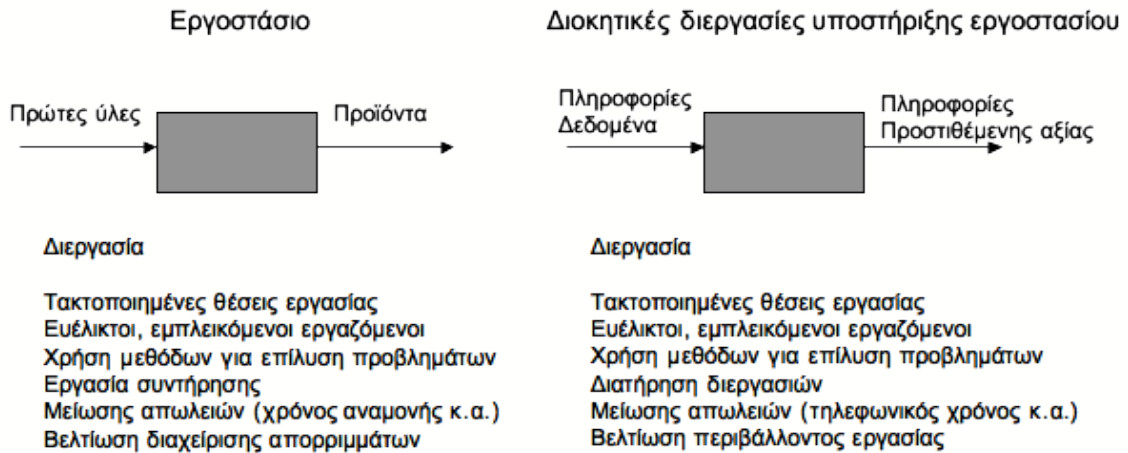 Εργοστάσιο
Διοκητικές διεργασίες υποστήριξης εργοστασίου
Πρώτες ύλες
Προϊόντα
Πληροφορίες
Δεδομένα
Πληροφορίες
Προστιθέμενης αξίας
Διεργασία
Τακτοποιημένες θέσεις εργασίας
Ευέλικτοι, εμπλεικόμενοι εργαζόμενοι
Χρήση μεθόδων για επίλυση προβλημάτων
Εργασία συντήρησης
Μείωσης απωλειών (χρόνος αναμονής κ.α.)
Βελτίωση διαχείρισης απορριμμάτων
Διεργασία
Τακτοποιημένες θέσεις εργασίας
Ευέλικτοι, εμπλεικόμενοι εργαζόμενοι
Χρήση μεθόδων για επίλυση προβλημάτων
Διατήρηση διεργασιών
Μείωσης απωλειών (τηλεφωνικός χρόνος κ.α.)
Βελτίωση περιβάλλοντος εργασίας